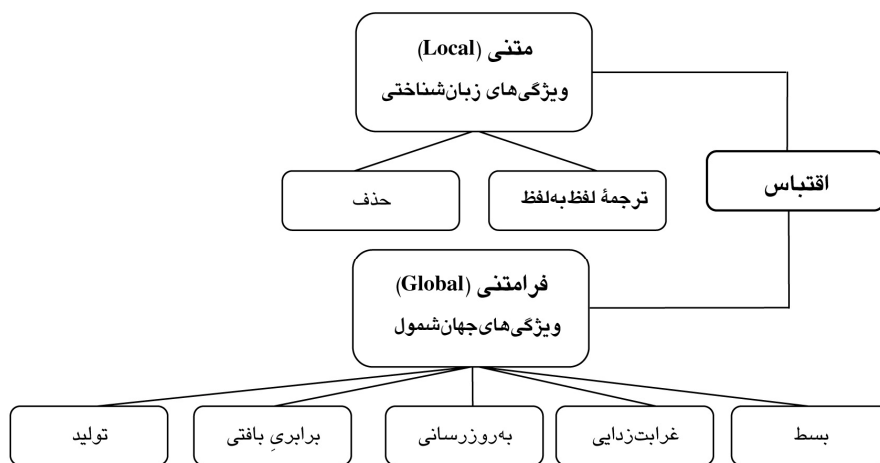 متنی (Local)
ویژگی‌های زبان‌شناختی
اقتباس
ترجمۀ لفظ‌به‌لفظ
حذف
فرامتنی (Global)
ویژگی‌های جهان‌شمول
بسط
غرابت‌زدایی
به‌روزرسانی
برابریِ بافتی
تولید